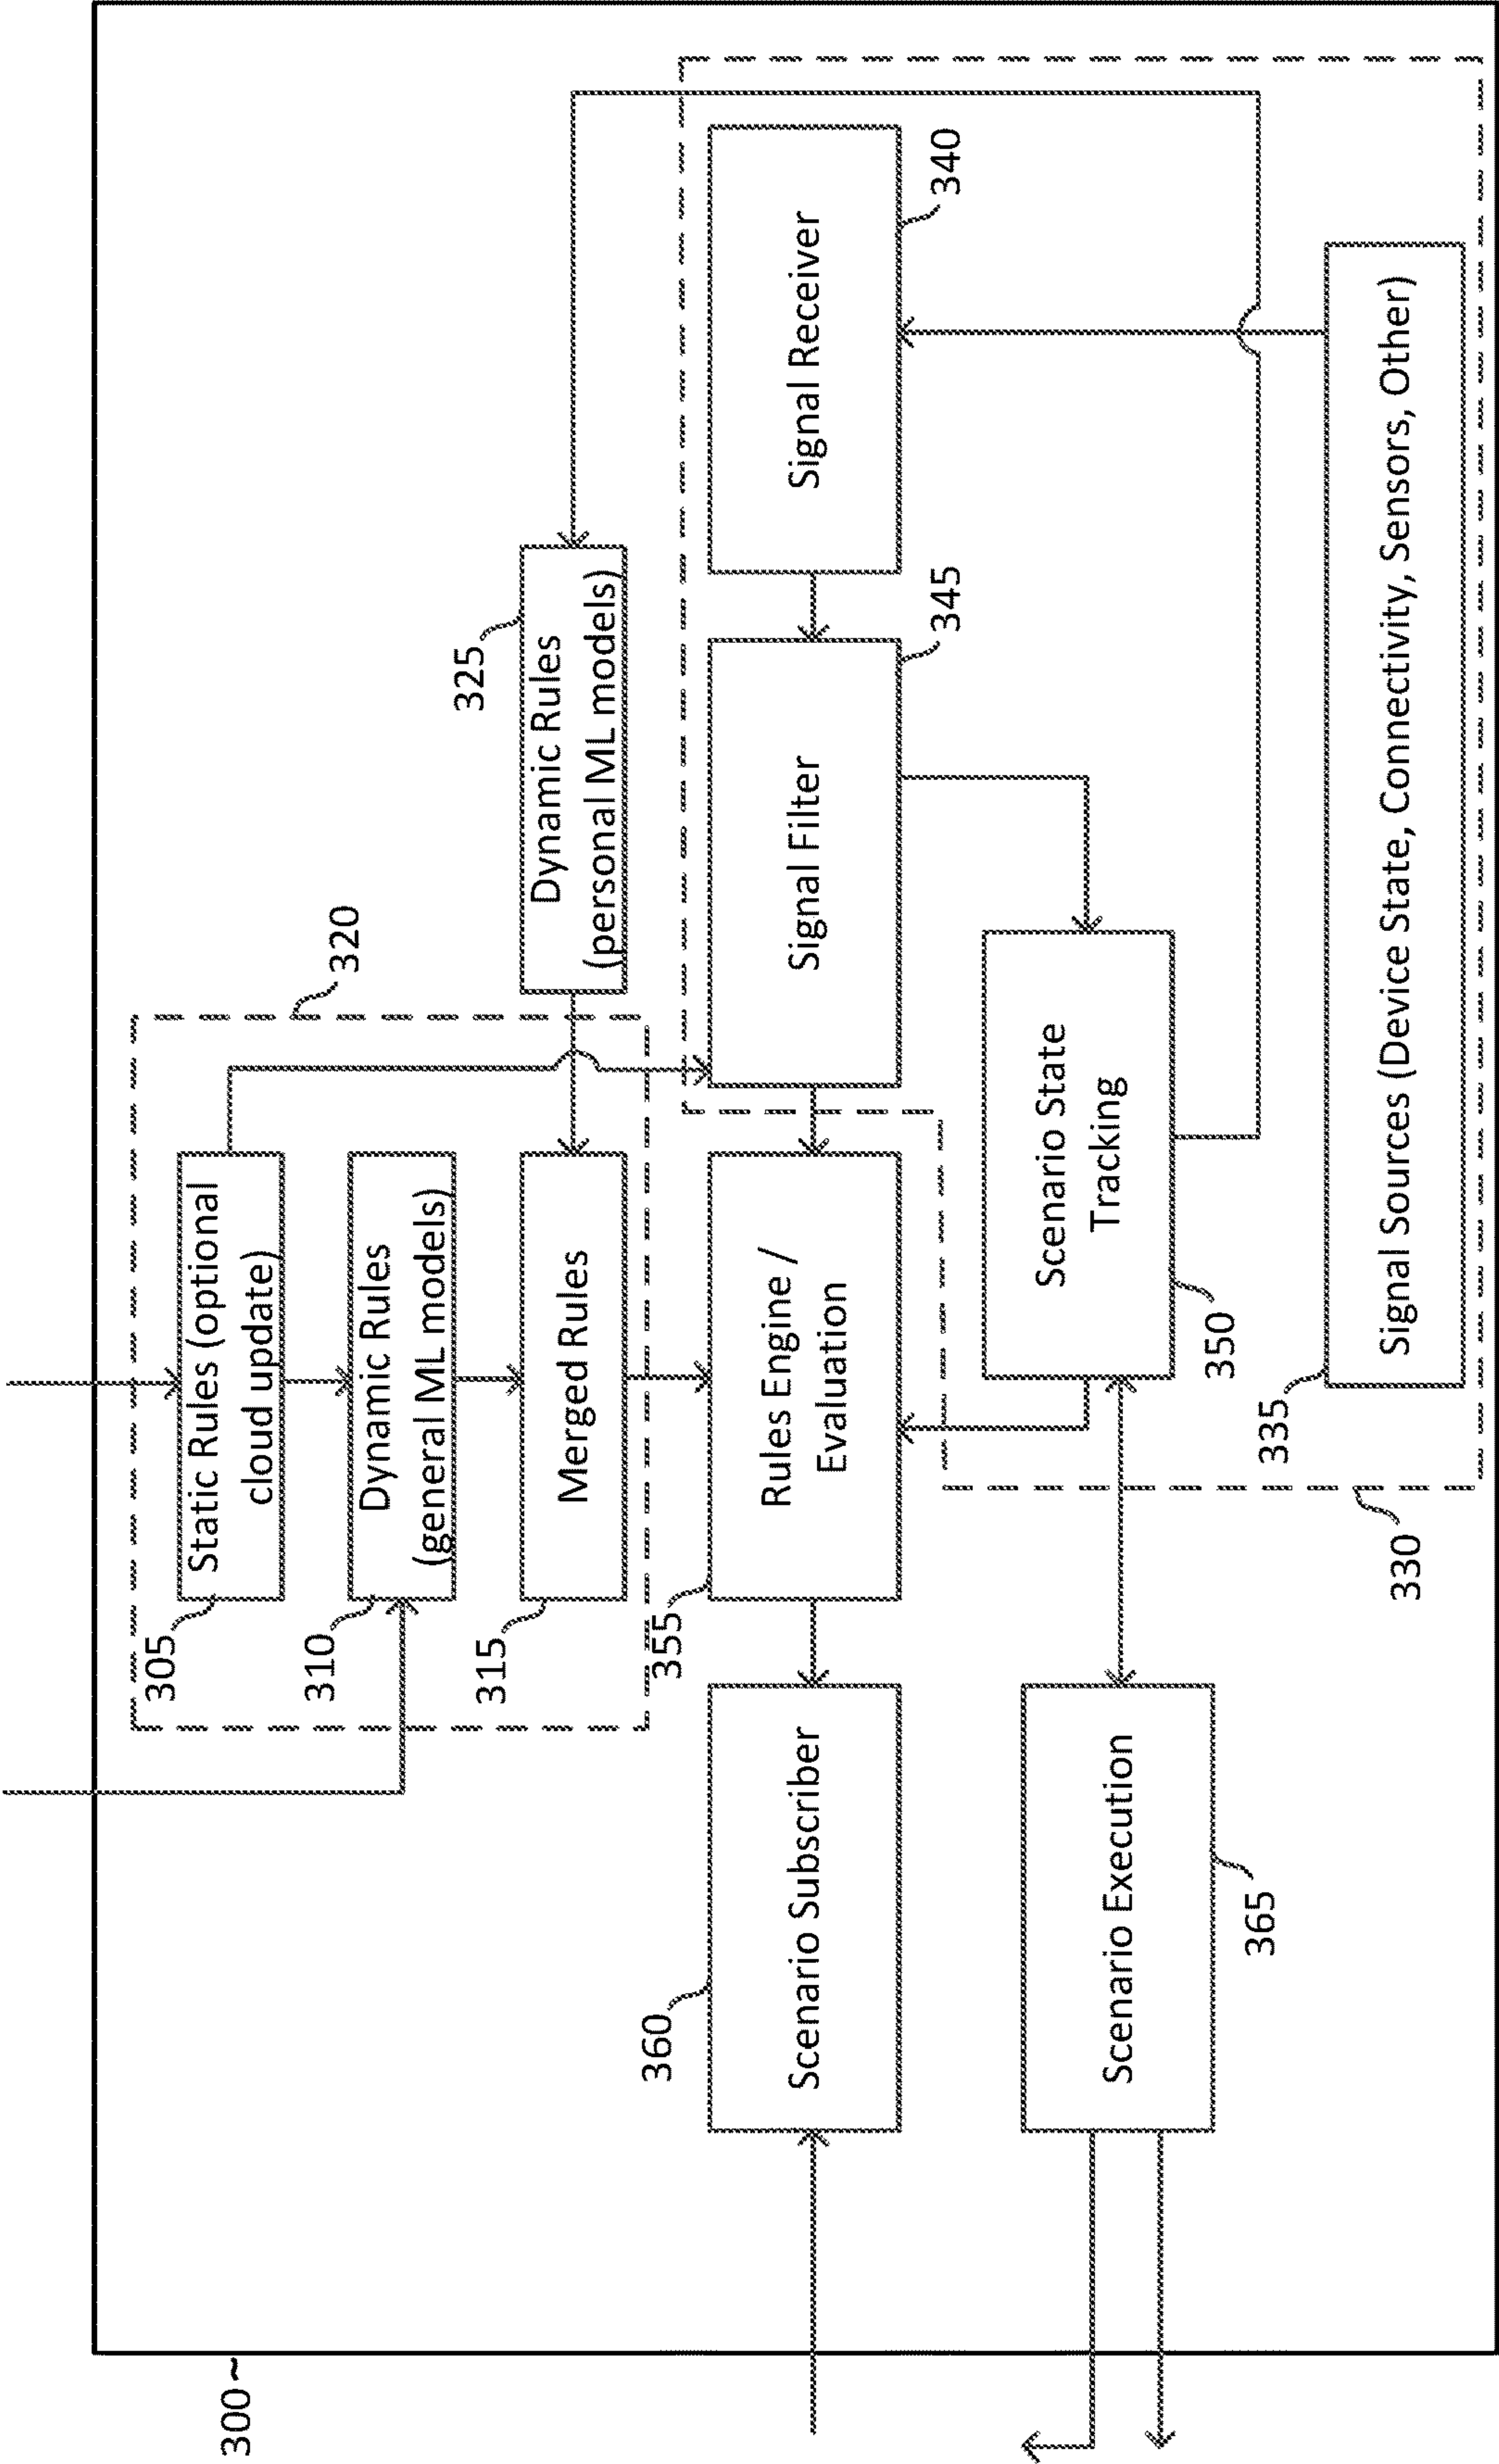 300
305
Static Rules (optional
cloud update)
310
Dynamic Rules
(general ML models)
315
Merged Rules
320
325
Dynamic Rules
(personal ML models)
360
Scenario Subscriber
355
Rules Engine /
Evaluation
Signal Filter
345
Signal Receiver
340
Scenario Execution
365
Scenario State
Tracking
350
335
Signal Sources (Device State, Connectivity, Sensors, Other)
330